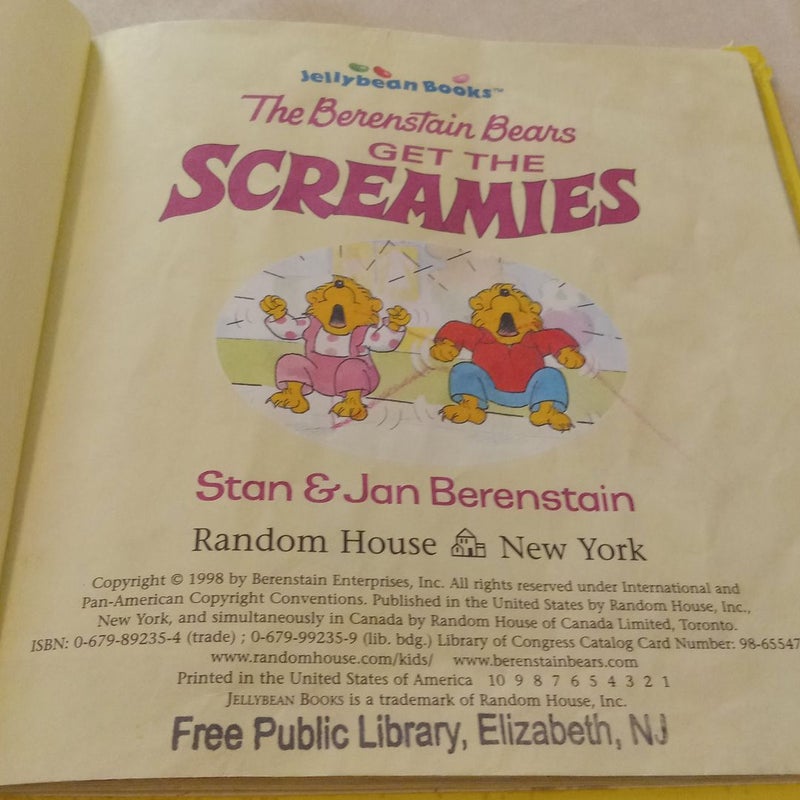 Jellybean Books™
The Berenstain Bears
GET THE
SCREAMIES
Stan & Jan Berenstain
Random House New York
Copyright © 1998 by Berenstain Enterprises, Inc. All rights reserved under International and
Pan-American Copyright Conventions. Published in the United States by Random House, Inc.,
New York, and simultaneously in Canada by Random House of Canada Limited, Toronto.
ISBN: 0-679-89235-4 (trade) ; 0-679-99235-9 (lib. bdg.) Library of Congress Catalog Card Number: 98-65547
www.randomhouse.com/kids/ www.berenstainbears.com
Printed in the United States of America 10 9 8 7 6 5 4 3 2 1
JELLYBEAN BOOKS is a trademark of Random House, Inc.
Free Public Library, Elizabeth, NJ